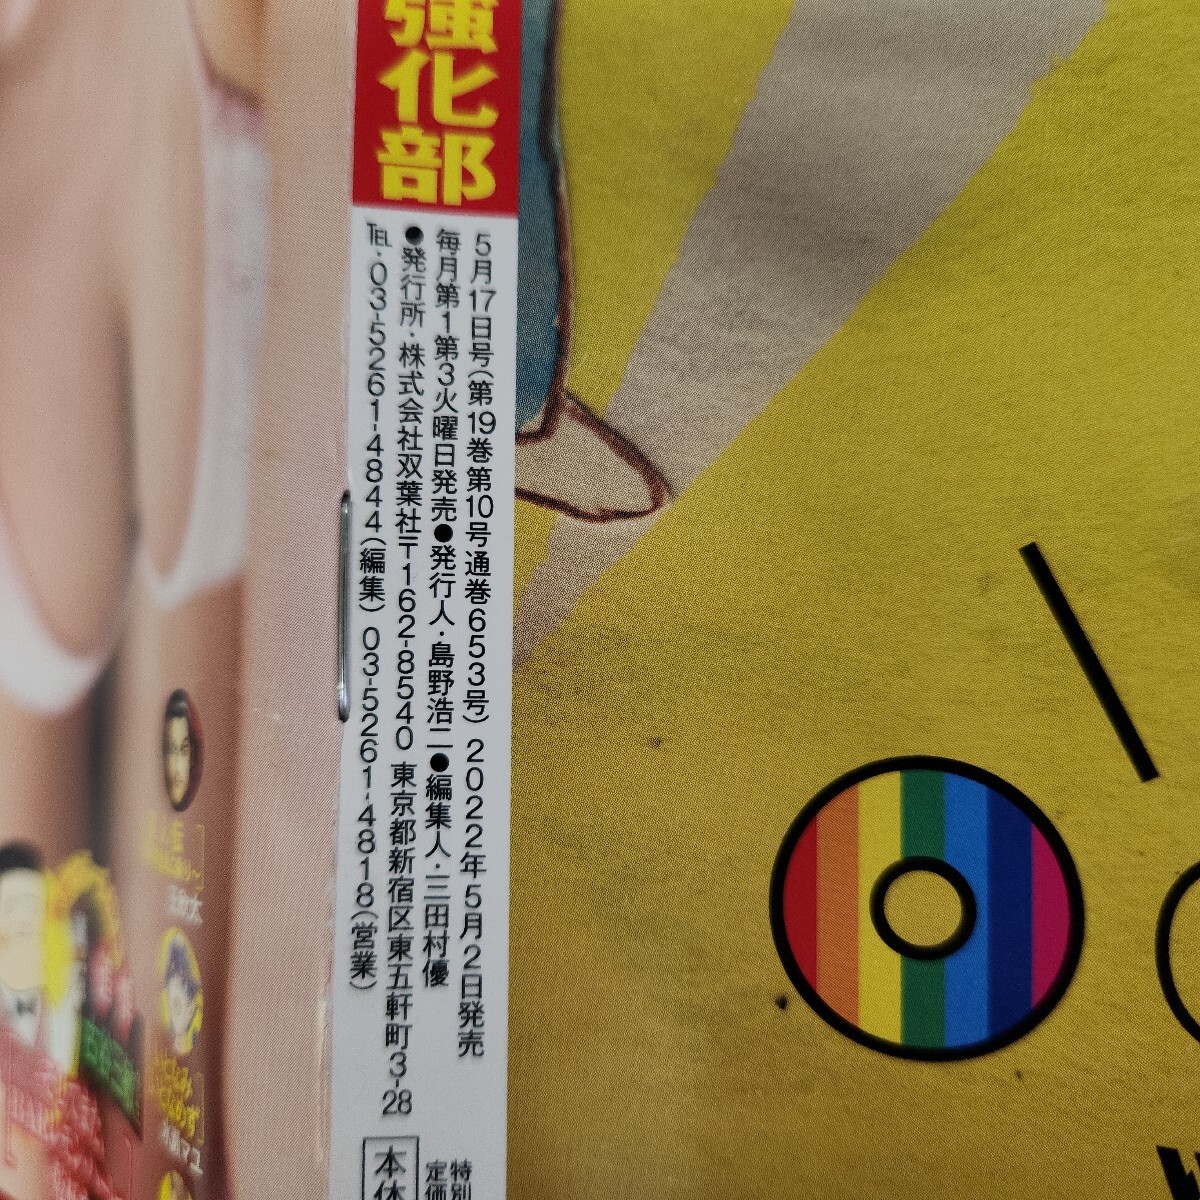 強化部
5月17日号(第19巻第10号通巻653号) 2022年5月2日発売
毎月第1第3火曜日発売●発行人・島野浩二●編集人・三田村優
●発行所・株式会社双葉社〒162-8540 東京都新宿区東五軒町3-28
TEL・03-5261-4844(編集) 03-5261-4818(営業)
特別
定価
本体